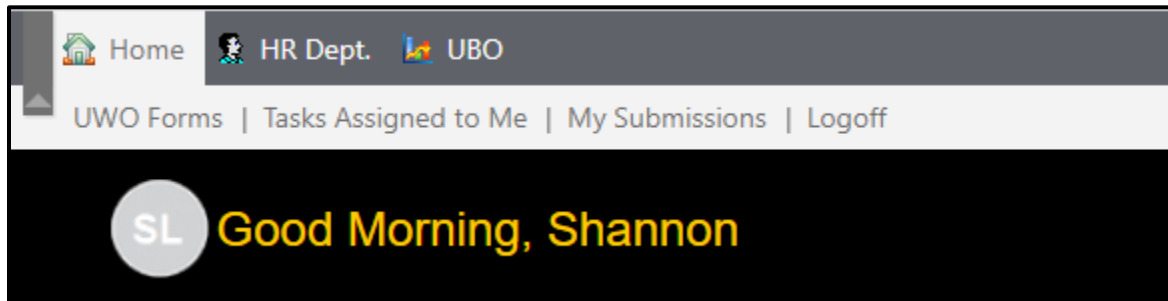 Home HR Dept. UBO
UWO Forms | Tasks Assigned to Me | My Submissions | Logoff
SL Good Morning, Shannon